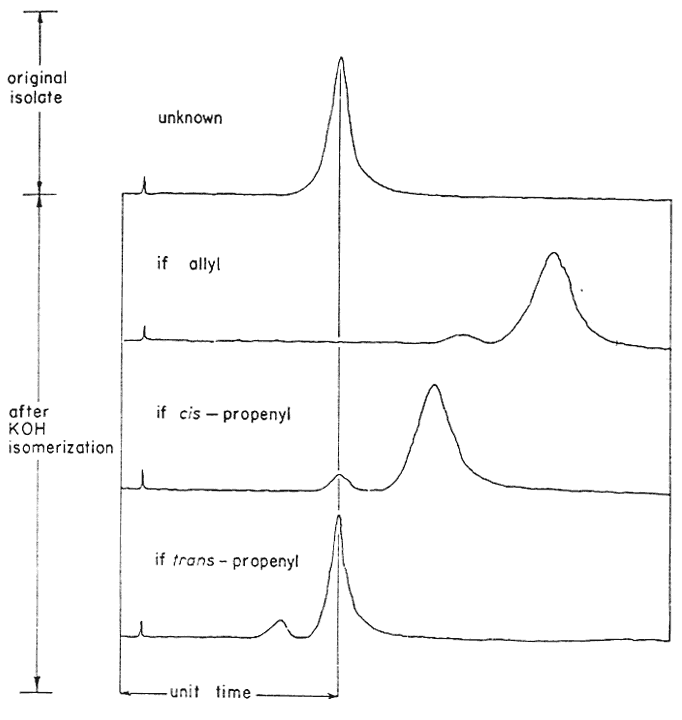 original
isolate
unknown
if allyl
after
KOH
isomerization
if cis – propenyl
if trans – propenyl
unit time